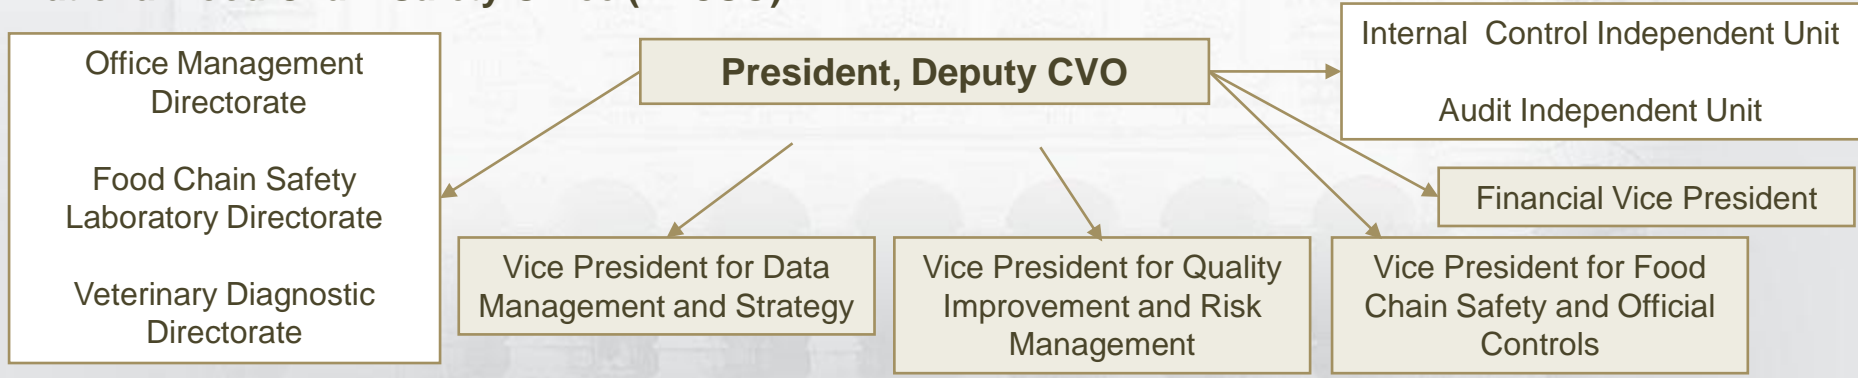 President, Deputy CVO
Office Management
Directorate
Food Chain Safety
Laboratory Directorate
Veterinary Diagnostic
Directorate
Internal Control Independent Unit
Audit Independent Unit
Financial Vice President
Vice President for Data
Management and Strategy
Vice President for Quality
Improvement and Risk
Management
Vice President for Food
Chain Safety and Official
Controls